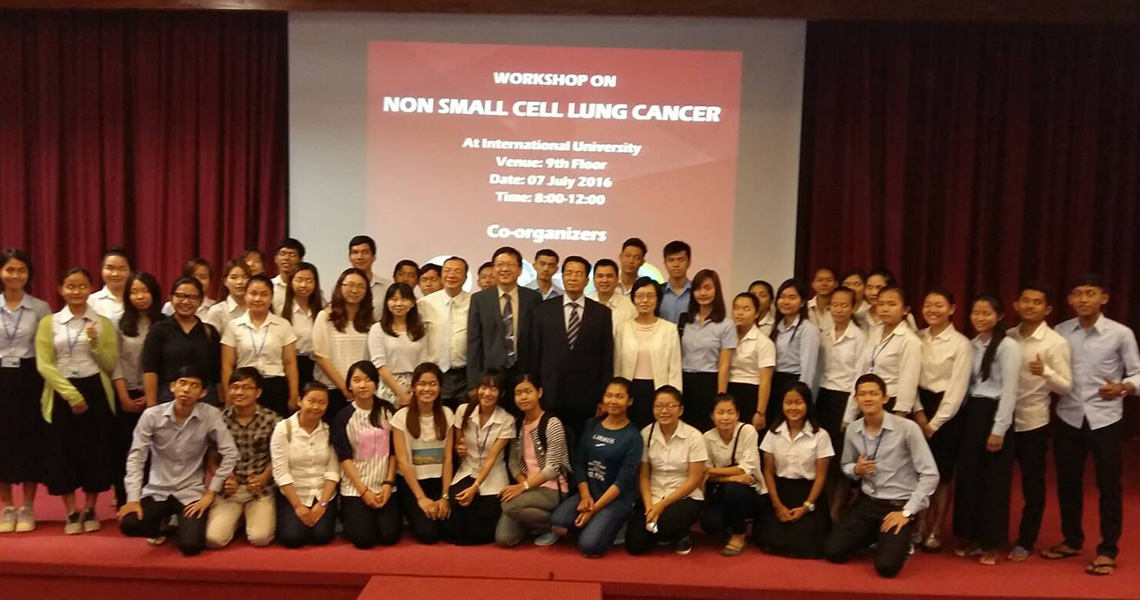 WORKSHOP ON
NON SMALL CELL LUNG CANCER
At International University
Venue: 9th Floor
Date: 07 July 2016
Time: 8:00-12:00
Co-organizers